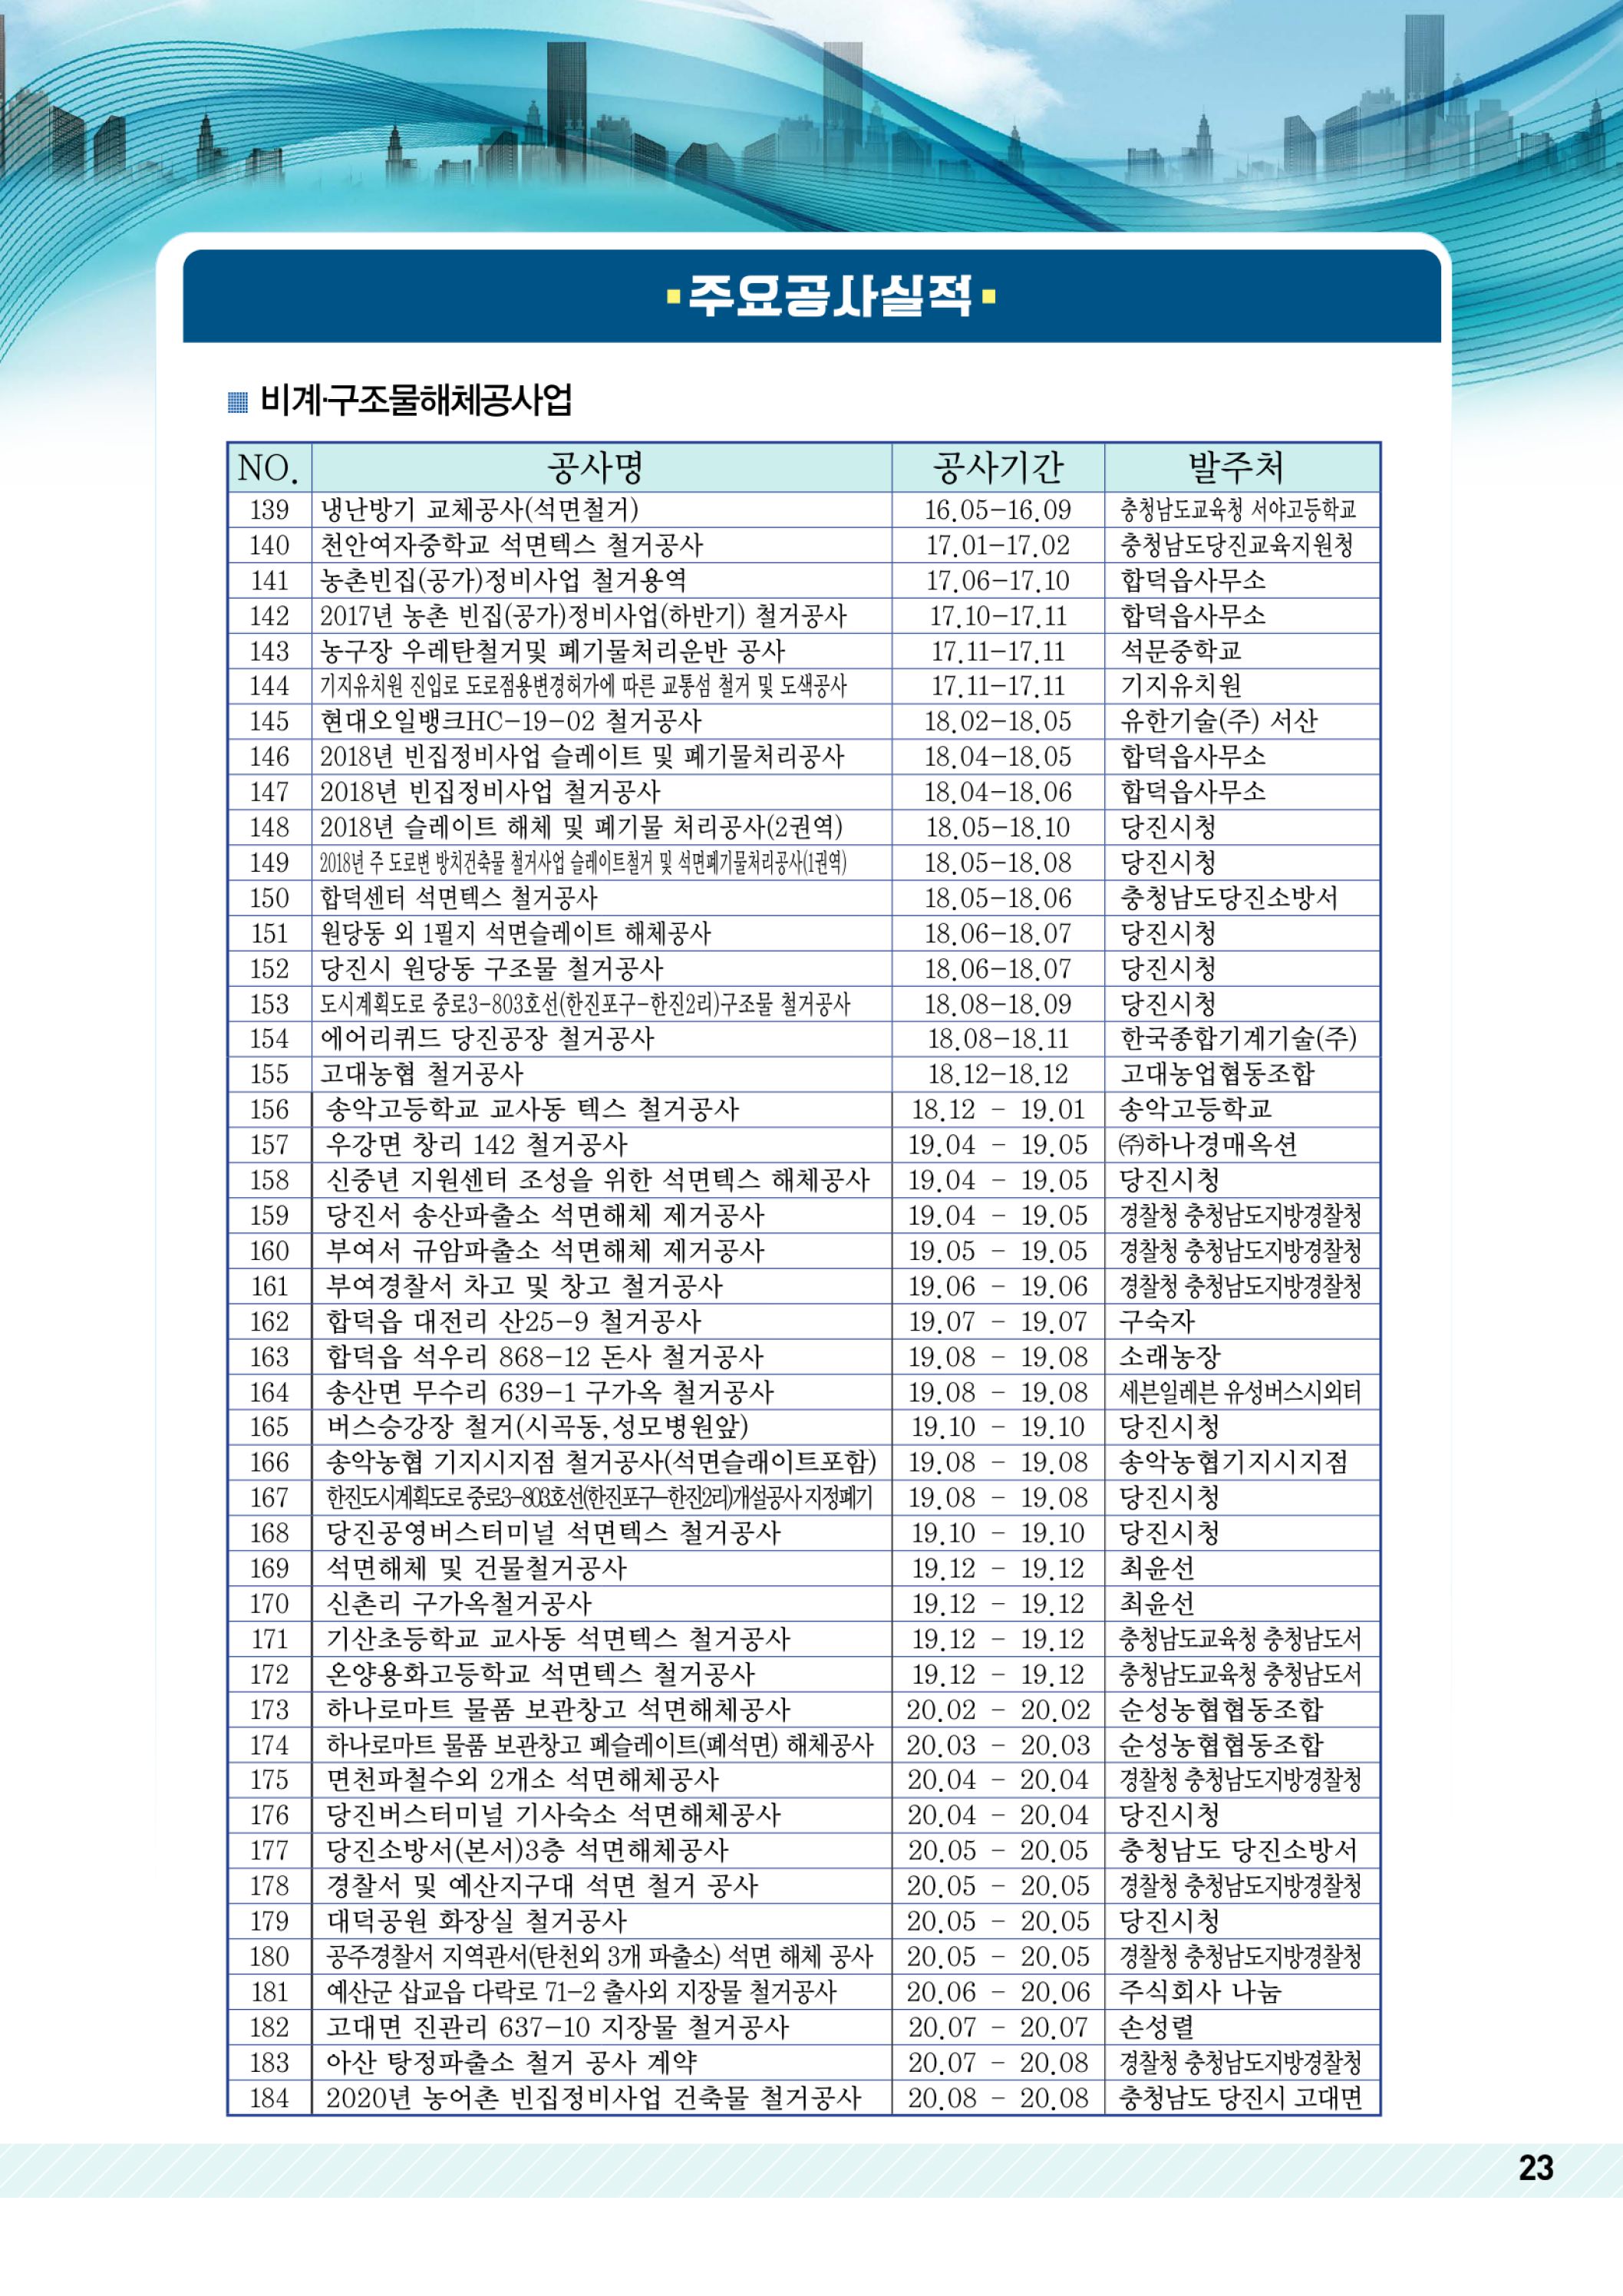 주요공사실적
비계·구조물해체공사업
NO. 공사명 공사기간 발주처
139 냉난방기 교체공사(석면철거) 16.05-16.09 충청남도교육청 서야고등학교
140 천안여자중학교 석면텍스 철거공사 17.01-17.02 충청남도당진교육지원청
141 농촌빈집(공가)정비사업 철거용역 17.06-17.10 합덕읍사무소
142 2017년 농촌 빈집(공가)정비사업(하반기) 철거공사 17.10-17.11 합덕읍사무소
143 농구장 우레탄철거및 폐기물처리운반 공사 17.11-17.11 석문중학교
144 기지유치원 진입로 도로점용변경허가에 따른 교통섬 철거 및 도색공사 17.11-17.11 기지유치원
145 현대오일뱅크HC-19-02 철거공사 18.02-18.05 유한기술(주) 서산
146 2018년 빈집정비사업 슬레이트 및 폐기물처리공사 18.04-18.05 합덕읍사무소
147 2018년 빈집정비사업 철거공사 18.04-18.06 합덕읍사무소
148 2018년 슬레이트 해체 및 폐기물 처리공사(2권역) 18.05-18.10 당진시청
149 2018년 주 도로변 방치건축물 철거사업 슬레이트철거 및 석면폐기물처리공사(1권역) 18.05-18.08 당진시청
150 합덕센터 석면텍스 철거공사 18.05-18.06 충청남도당진소방서
151 원당동 외 1필지 석면슬레이트 해체공사 18.06-18.07 당진시청
152 당진시 원당동 구조물 철거공사 18.06-18.07 당진시청
153 도시계획도로 중로3-803호선(한진포구-한진2리)구조물 철거공사 18.08-18.09 당진시청
154 에어리퀴드 당진공장 철거공사 18.08-18.11 한국종합기계기술(주)
155 고대농협 철거공사 18.12-18.12 고대농업협동조합
156 송악고등학교 교사동 텍스 철거공사 18.12 - 19.01 송악고등학교
157 우강면 창리 142 철거공사 19.04 - 19.05 ㈜하나경매옥션
158 신중년 지원센터 조성을 위한 석면텍스 해체공사 19.04 - 19.05 당진시청
159 당진서 송산파출소 석면해체 제거공사 19.04 - 19.05 경찰청 충청남도지방경찰청
160 부여서 규암파출소 석면해체 제거공사 19.05 - 19.05 경찰청 충청남도지방경찰청
161 부여경찰서 차고 및 창고 철거공사 19.06 - 19.06 경찰청 충청남도지방경찰청
162 합덕읍 대전리 산25-9 철거공사 19.07 - 19.07 구숙자
163 합덕읍 석우리 868-12 돈사 철거공사 19.08 - 19.08 소래농장
164 송산면 무수리 639-1 구가옥 철거공사 19.08 - 19.08 세븐일레븐 유성버스시외터
165 버스승강장 철거(시곡동,성모병원앞) 19.10 - 19.10 당진시청
166 송악농협 기지시지점 철거공사(석면슬래이트포함) 19.08 - 19.08 송악농협기지시지점
167 한진도시계획도로 중로3-803호선(한진포구-한진2리)개설공사 지정폐기 19.08 - 19.08 당진시청
168 당진공영버스터미널 석면텍스 철거공사 19.10 - 19.10 당진시청
169 석면해체 및 건물철거공사 19.12 - 19.12 최윤선
170 신촌리 구가옥철거공사 19.12 - 19.12 최윤선
171 기산초등학교 교사동 석면텍스 철거공사 19.12 - 19.12 충청남도교육청 충청남도서
172 온양용화고등학교 석면텍스 철거공사 19.12 - 19.12 충청남도교육청 충청남도서
173 하나로마트 물품 보관창고 석면해체공사 20.02 - 20.02 순성농협협동조합
174 하나로마트 물품 보관창고 폐슬레이트(폐석면) 해체공사 20.03 - 20.03 순성농협협동조합
175 면천파철수외 2개소 석면해체공사 20.04 - 20.04 경찰청 충청남도지방경찰청
176 당진버스터미널 기사숙소 석면해체공사 20.04 - 20.04 당진시청
177 당진소방서(본서)3층 석면해체공사 20.05 - 20.05 충청남도 당진소방서
178 경찰서 및 예산지구대 석면 철거 공사 20.05 - 20.05 경찰청 충청남도지방경찰청
179 대덕공원 화장실 철거공사 20.05 - 20.05 당진시청
180 공주경찰서 지역관서(탄천외 3개 파출소) 석면 해체 공사 20.05 - 20.05 경찰청 충청남도지방경찰청
181 예산군 삽교읍 다락로 71-2 출사외 지장물 철거공사 20.06 - 20.06 주식회사 나눔
182 고대면 진관리 637-10 지장물 철거공사 20.07 - 20.07 손성렬
183 아산 탕정파출소 철거 공사 계약 20.07 - 20.08 경찰청 충청남도지방경찰청
184 2020년 농어촌 빈집정비사업 건축물 철거공사 20.08 - 20.08 충청남도 당진시 고대면
23